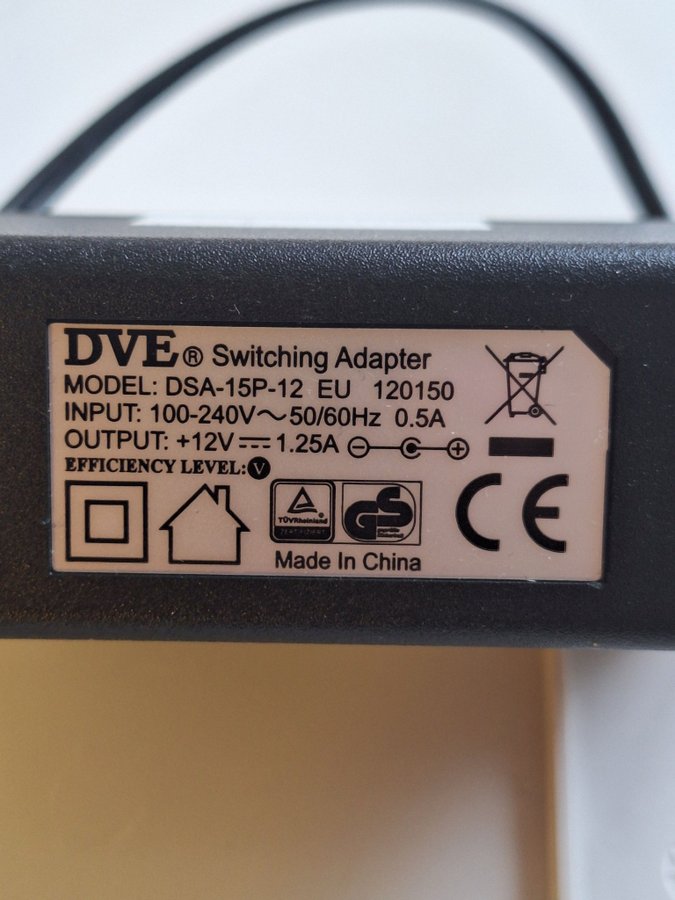 DVE® Switching Adapter
MODEL: DSA-15P-12 EU 120150
INPUT: 100-240V~50/60Hz 0.5A
OUTPUT: +12V⎓1.25A
EFFICIENCY LEVEL: V
TÜVRheinland
GS
CE
Made In China